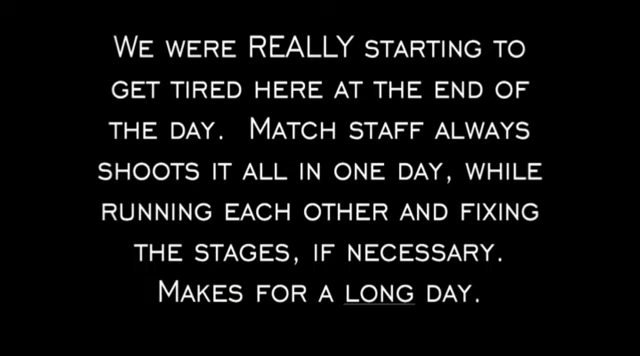 We were REALLY starting to
get tired here at the end of
the day. Match staff always
shoots it all in one day, while
running each other and fixing
the stages, if necessary.
Makes for a long day.